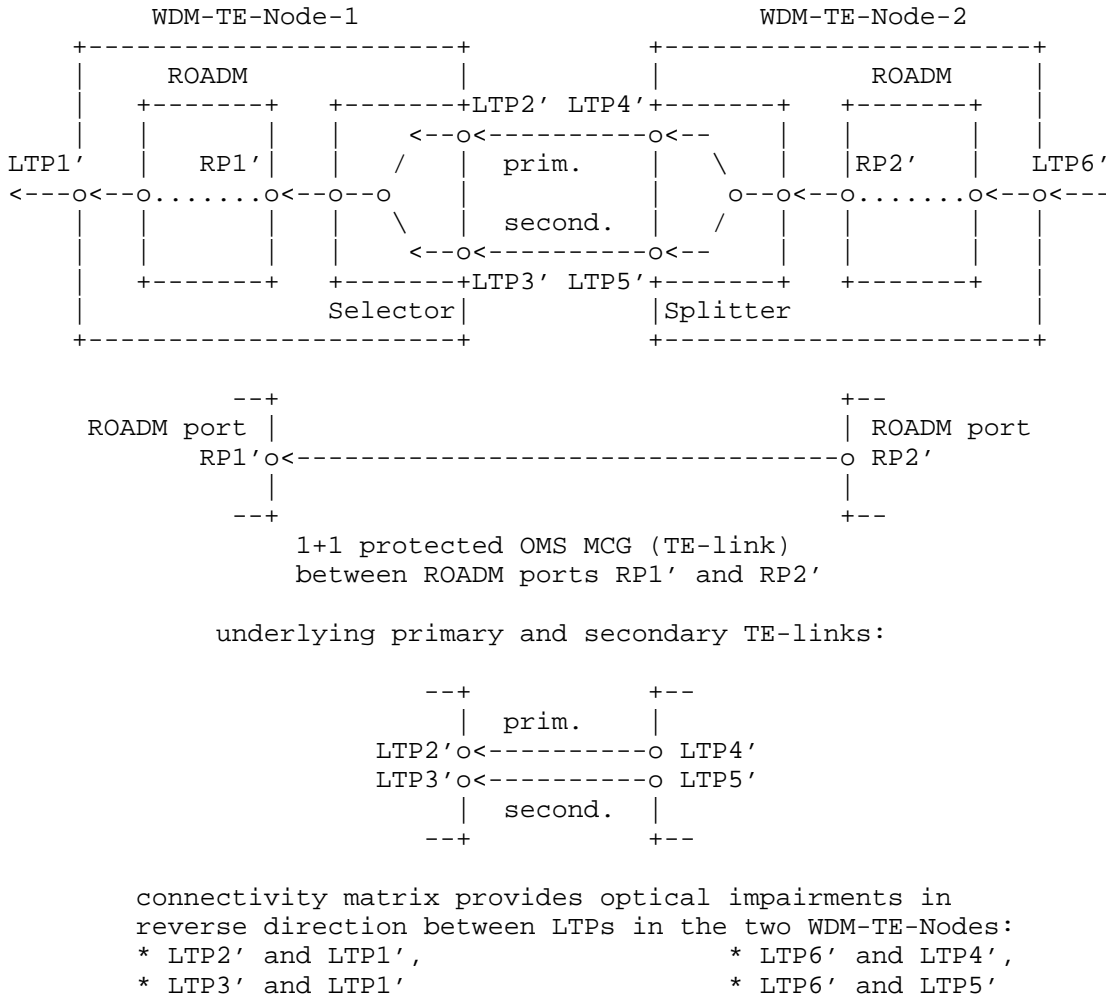 WDM-TE-Node-1 WDM-TE-Node-2
ROADM ROADM
LTP2′ LTP4′
LTP1′ RP1′ prim. RP2′ LTP6′
second.
LTP3′ LTP5′
Selector Splitter
ROADM port ROADM port
RP1′ RP2′
1+1 protected OMS MCG (TE-link)
between ROADM ports RP1′ and RP2′
underlying primary and secondary TE-links:
prim.
LTP2′ LTP4′
LTP3′ LTP5′
second.
connectivity matrix provides optical impairments in
reverse direction between LTPs in the two WDM-TE-Nodes:
* LTP2′ and LTP1′, * LTP6′ and LTP4′,
* LTP3′ and LTP1′ * LTP6′ and LTP5′